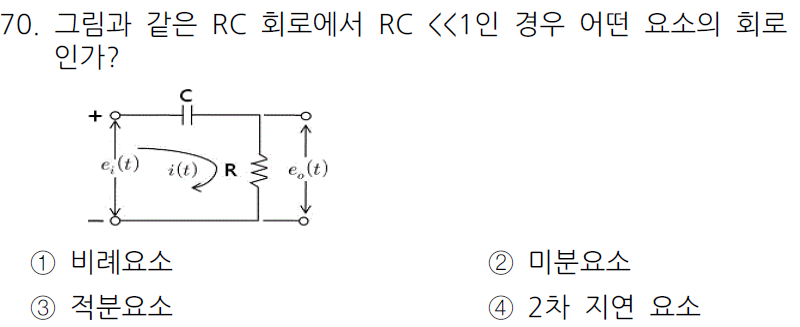 70. 그림과 같은 RC 회로에서 RC <<1인 경우 어떤 요소의 회로
인가?
C
+
eᵢ(t) i(t) R eₒ(t)
−
① 비례요소 ② 미분요소
③ 적분요소 ④ 2차 지연 요소